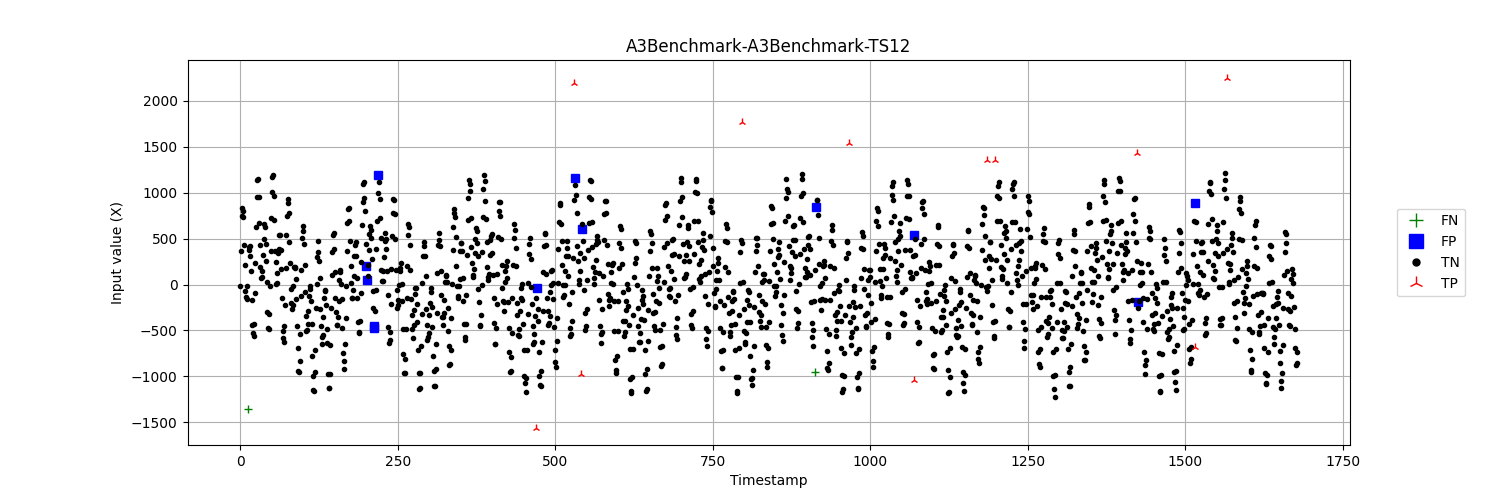 A3Benchmark-A3Benchmark-TS12
Input value (X)
2000
1500
1000
500
0
−500
−1000
−1500
0
250
500
750
1000
1250
1500
1750
Timestamp
FN
FP
TN
TP